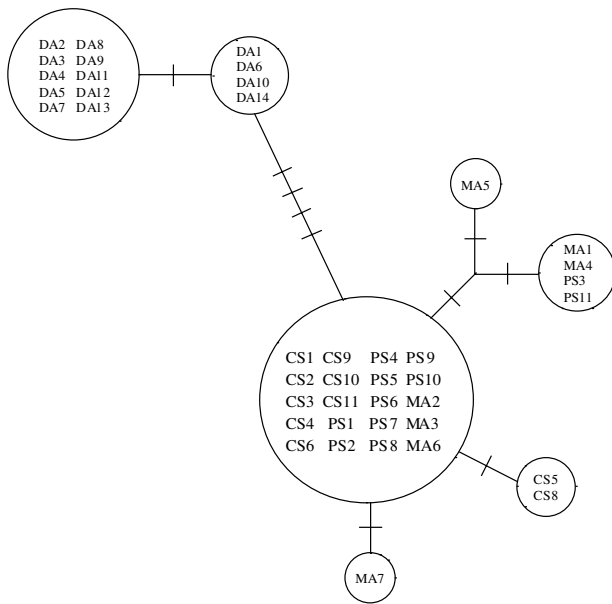 DA2 DA8
DA3 DA9
DA4 DA11
DA5 DA12
DA7 DA13
DA1
DA6
DA10
DA14
MA5
MA1
MA4
PS3
PS11
CS1 CS9 PS4 PS9
CS2 CS10 PS5 PS10
CS3 CS11 PS6 MA2
CS4 PS1 PS7 MA3
CS6 PS2 PS8 MA6
CS5
CS8
MA7